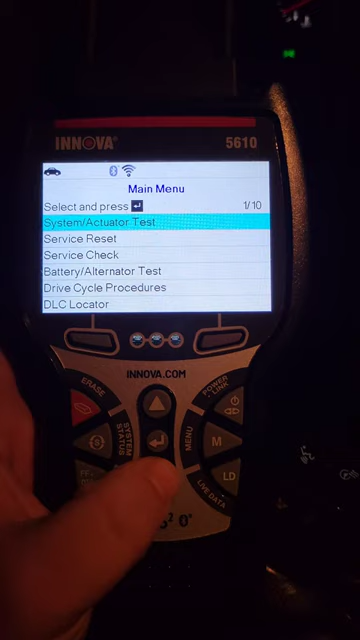 INNOVA®
5610
Main Menu
Select and press
1/10
System/Actuator Test
Service Reset
Service Check
Battery/Alternator Test
Drive Cycle Procedures
DLC Locator
INNOVA.COM
ERASE
POWER
LINK
SYSTEM
STATUS
MENU
M
LD
LIVE DATA